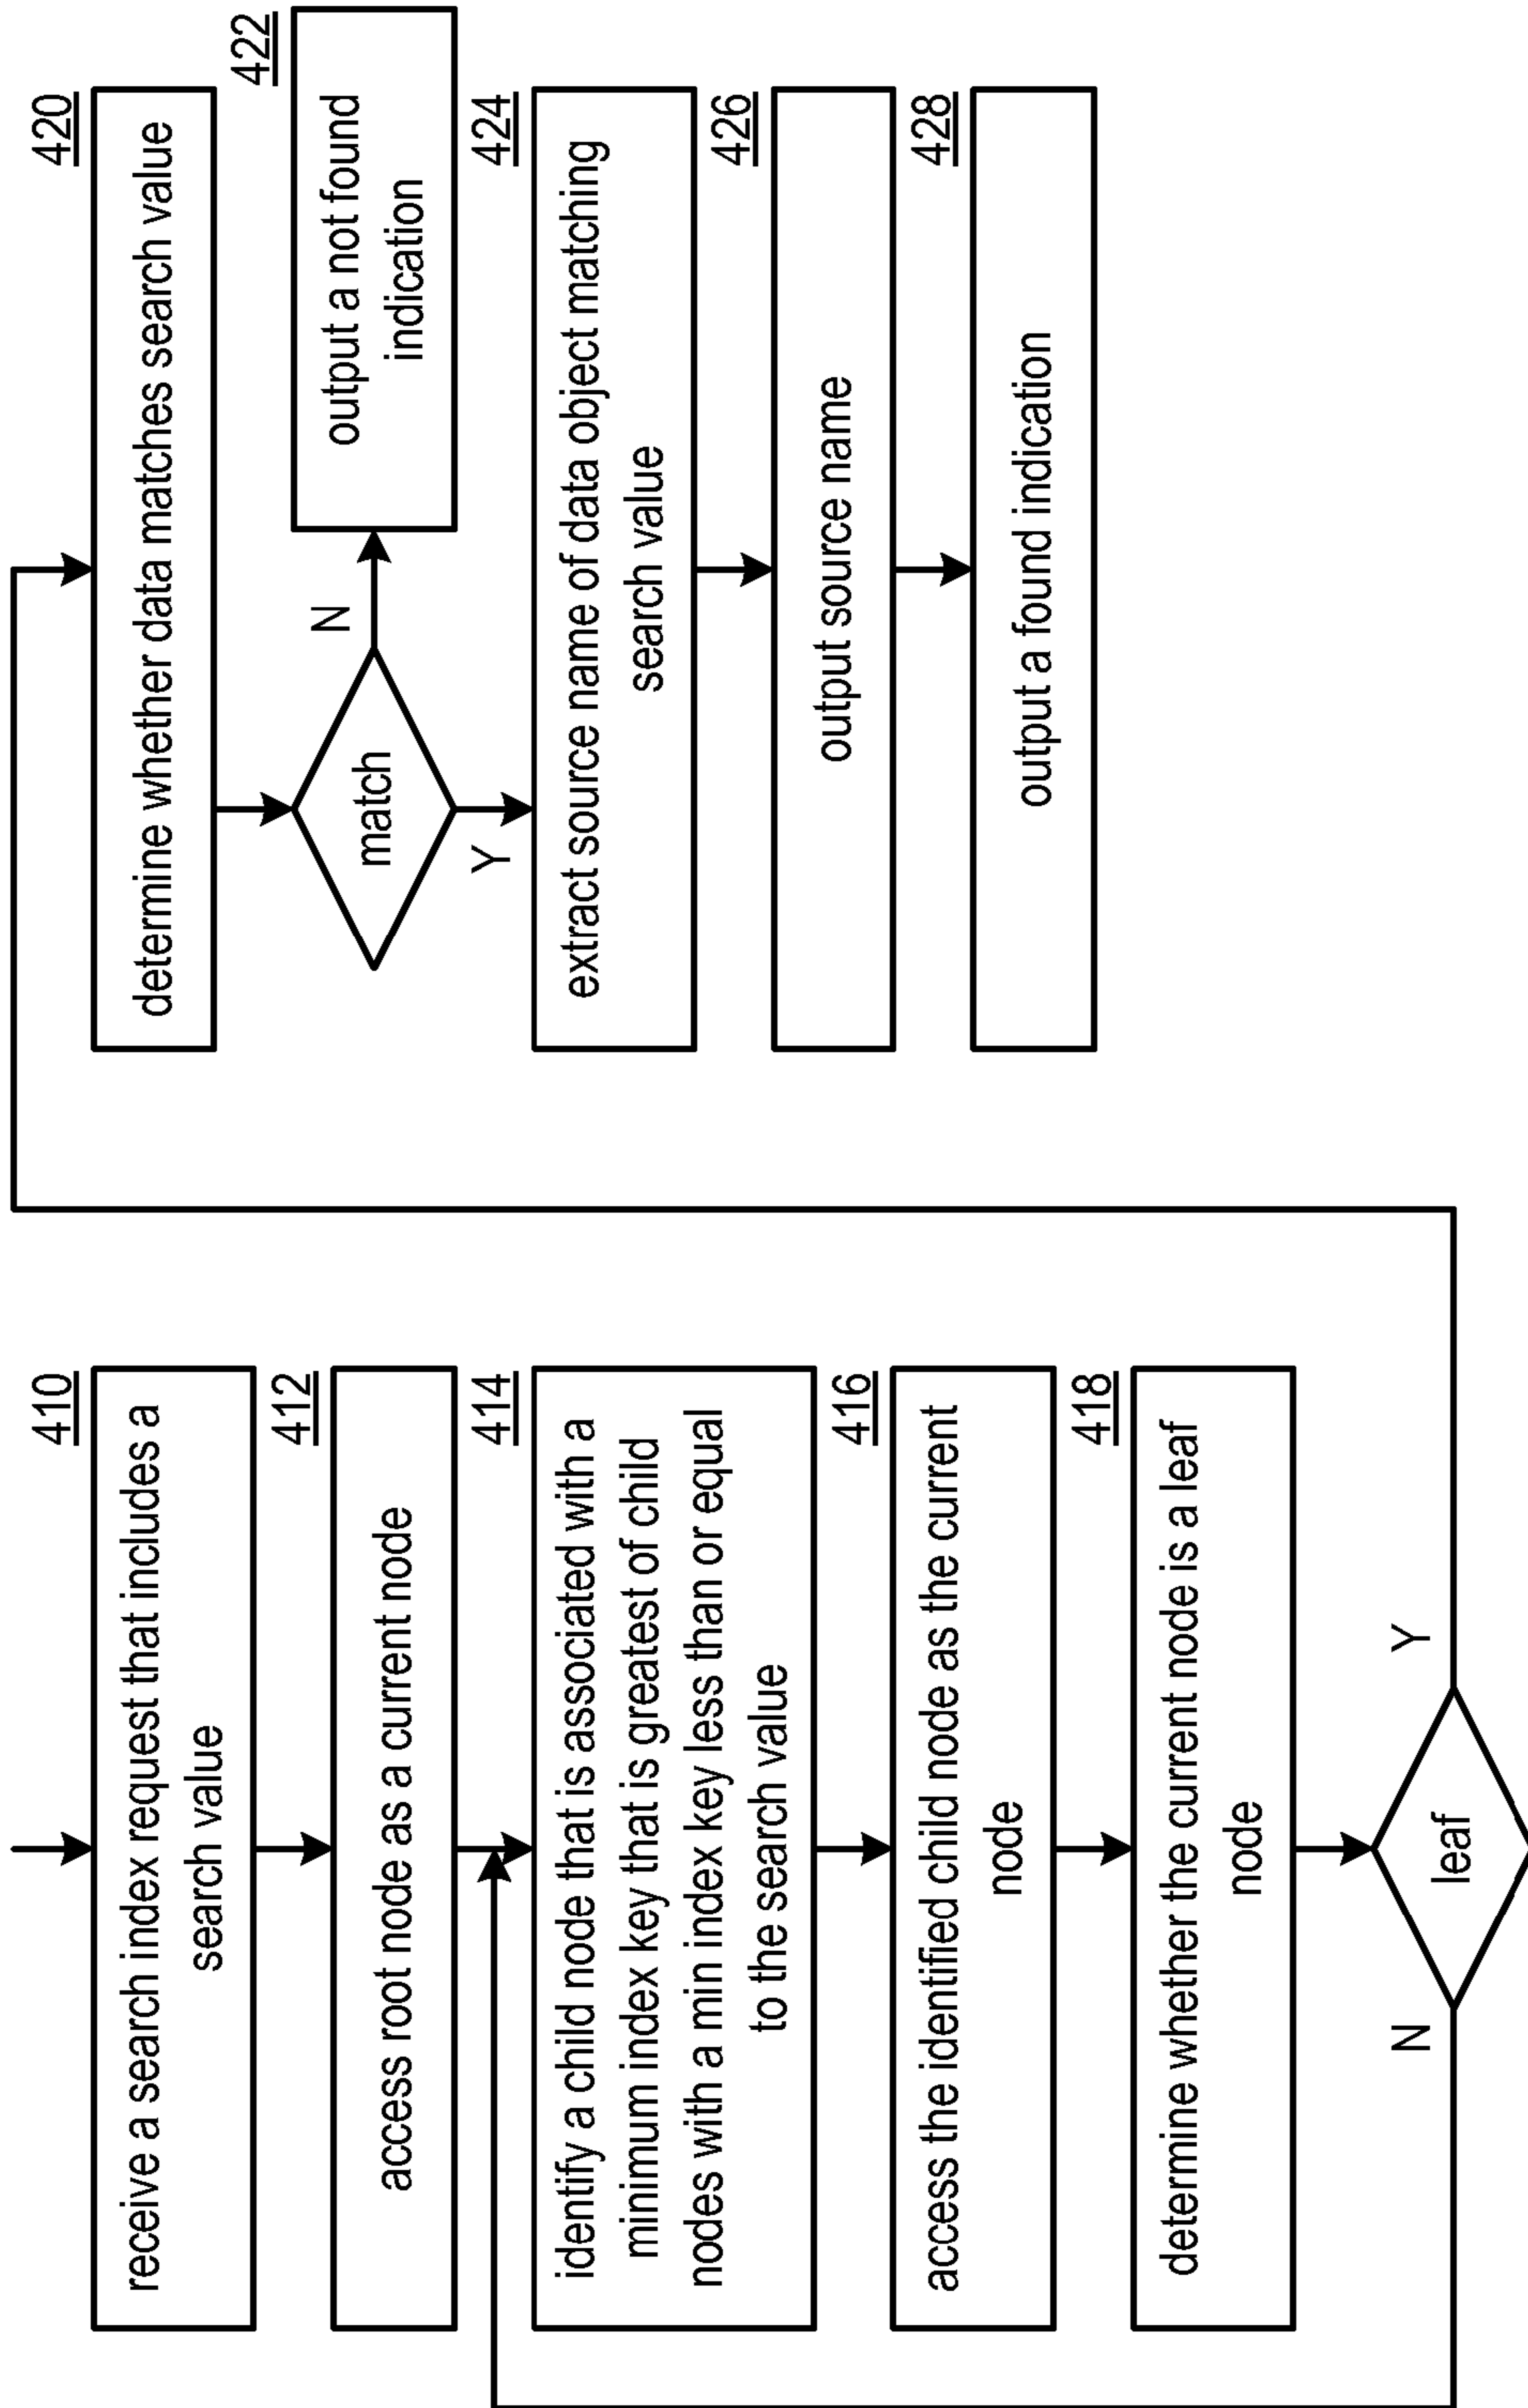 410
receive a search index request that includes a
search value
412
access root node as a current node
414
identify a child node that is associated with a
minimum index key that is greatest of child
nodes with a min index key less than or equal
to the search value
416
access the identified child node as the current
node
418
determine whether the current node is a leaf
node
leaf
N
Y
420
determine whether data matches search value
match
N
Y
422
output a not found
indication
424
extract source name of data object matching
search value
426
output source name
428
output a found indication